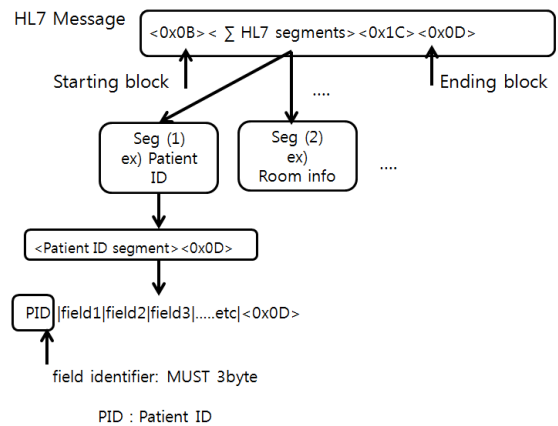 HL7 Message
<0x0B>< ∑ HL7 segments><0x1C><0x0D>
Starting block
Ending block
....
Seg (1)
ex) Patient
ID
Seg (2)
ex)
Room info
....
<Patient ID segment><0x0D>
PID |field1|field2|field3|.....etc|<0x0D>
field identifier: MUST 3byte
PID : Patient ID